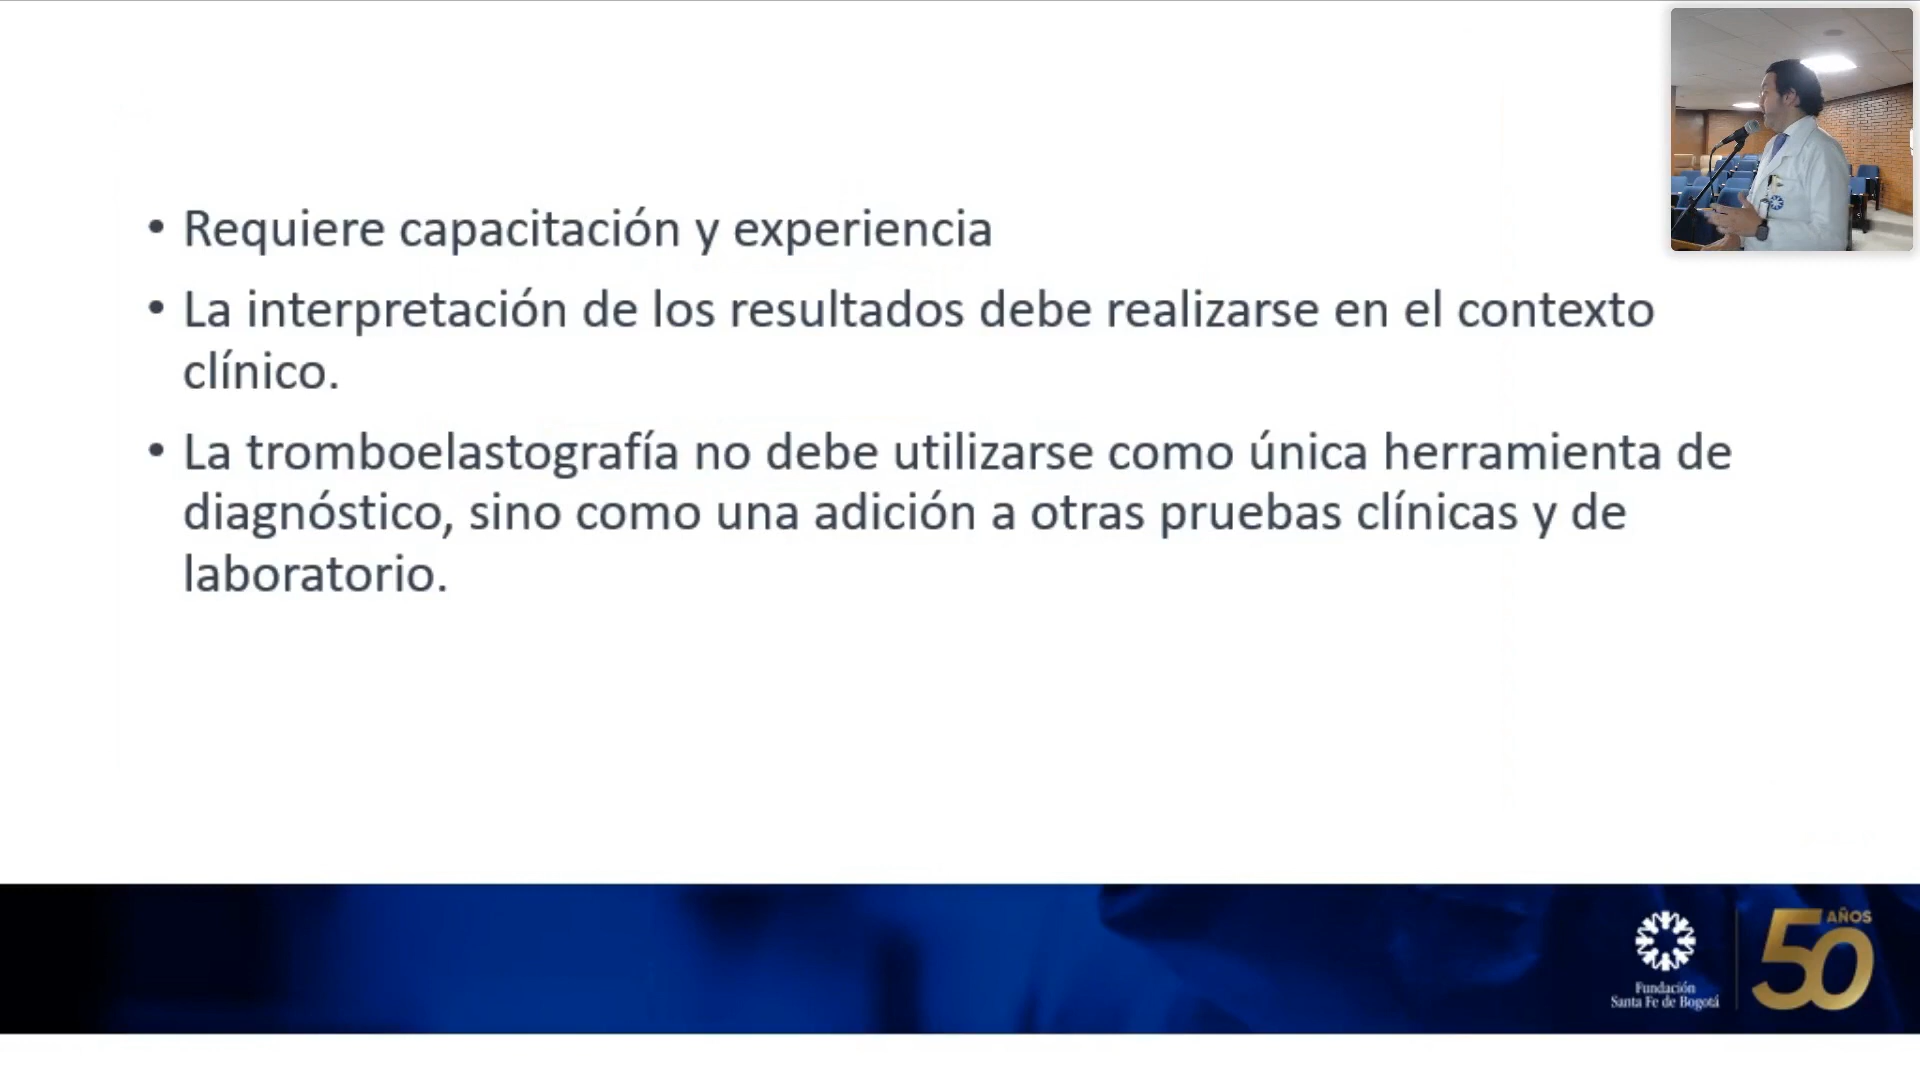 • Requiere capacitación y experiencia
• La interpretación de los resultados debe realizarse en el contexto
clínico.
• La tromboelastografía no debe utilizarse como única herramienta de
diagnóstico, sino como una adición a otras pruebas clínicas y de
laboratorio.
Fundación
Santa Fe de Bogotá
50 AÑOS